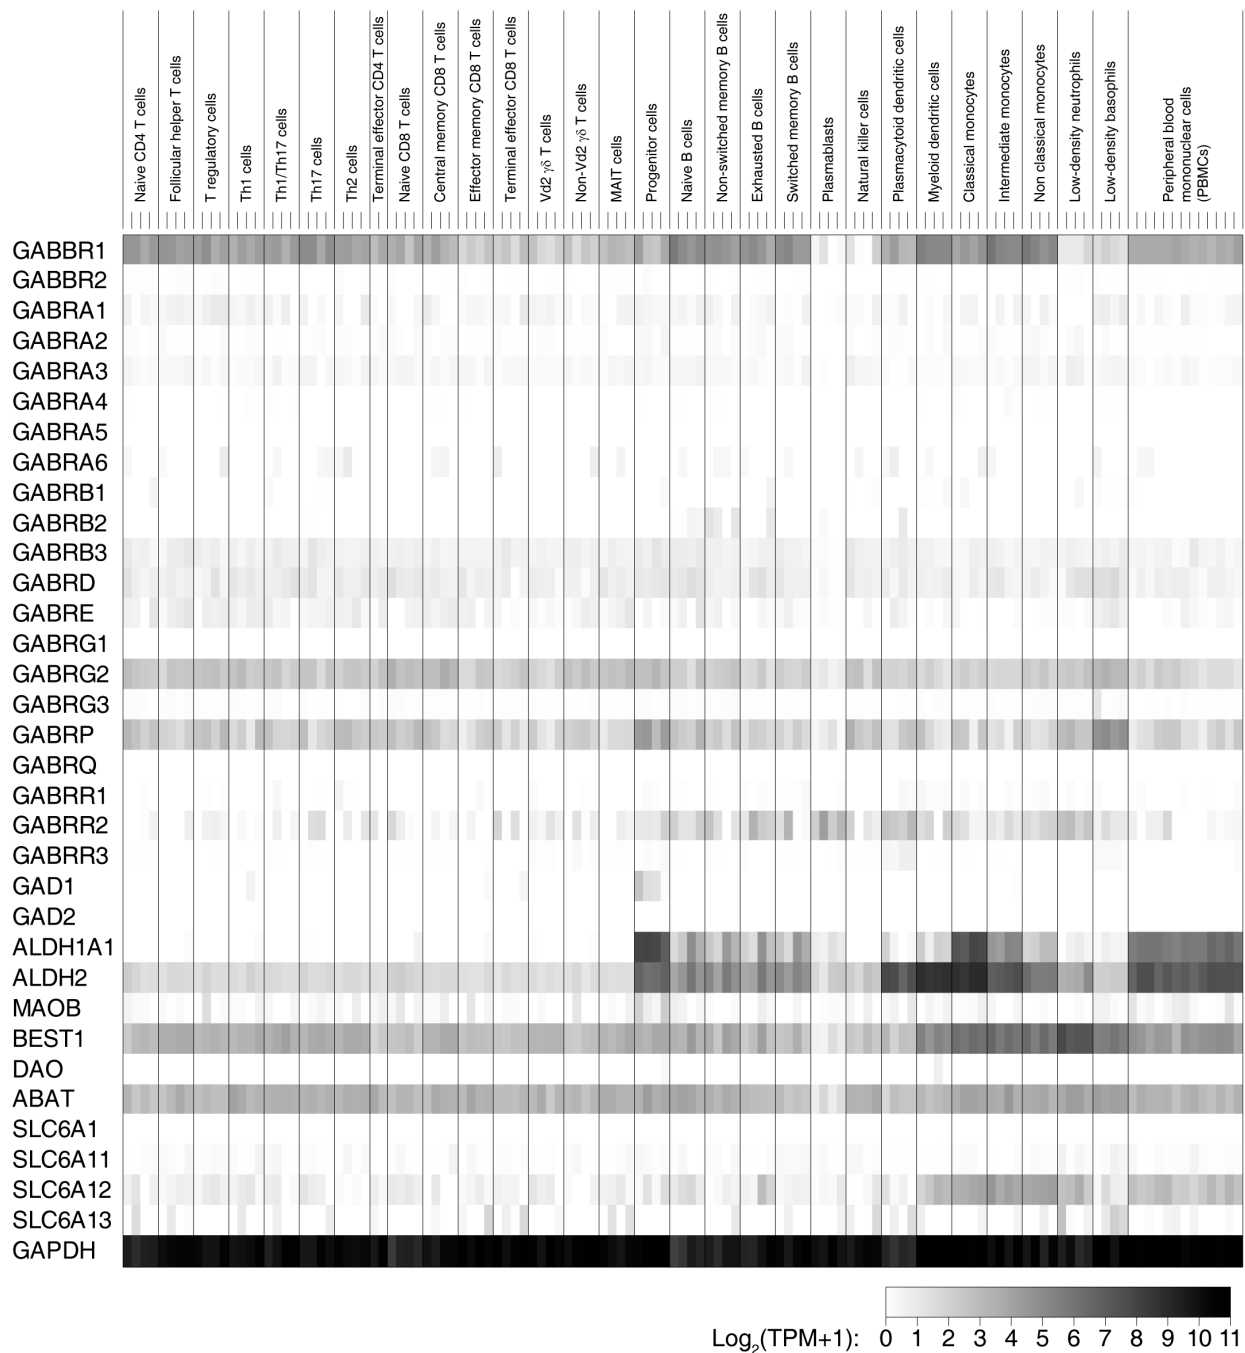 Naive CD4 T cells
Follicular helper T cells
T regulatory cells
Th1 cells
Th1/Th17 cells
Th17 cells
Th2 cells
Terminal effector CD4 T cells
Naive CD8 T cells
Central memory CD8 T cells
Effector memory CD8 T cells
Terminal effector CD8 T cells
Vd2 γδ T cells
Non-Vd2 γδ T cells
MAIT cells
Progenitor cells
Naive B cells
Non-switched memory B cells
Exhausted B cells
Switched memory B cells
Plasmablasts
Natural killer cells
Plasmacytoid dendritic cells
Myeloid dendritic cells
Classical monocytes
Intermediate monocytes
Non classical monocytes
Low-density neutrophils
Low-density basophils
Peripheral blood
mononuclear cells
(PBMCs)
GABBR1
GABBR2
GABRA1
GABRA2
GABRA3
GABRA4
GABRA5
GABRA6
GABRB1
GABRB2
GABRB3
GABRD
GABRE
GABRG1
GABRG2
GABRG3
GABRP
GABRQ
GABRR1
GABRR2
GABRR3
GAD1
GAD2
ALDH1A1
ALDH2
MAOB
BEST1
DAO
ABAT
SLC6A1
SLC6A11
SLC6A12
SLC6A13
GAPDH
Log₂(TPM+1): 0 1 2 3 4 5 6 7 8 9 10 11